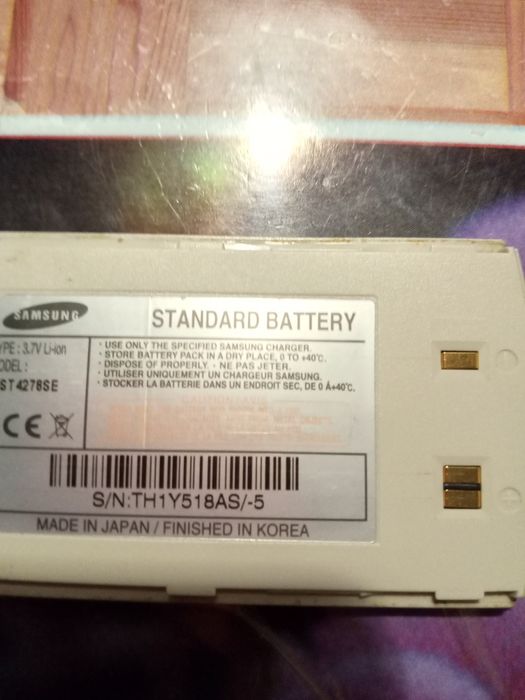 SAMSUNG
STANDARD BATTERY
YPE : 3.7V Li-ion
ODEL :
ST4278SE
· USE ONLY THE SPECIFIED SAMSUNG CHARGER.
· STORE BATTERY PACK IN A DRY PLACE, 0 TO +40℃.
· DISPOSE OF PROPERLY. · NE PAS JETER.
· UTILISER UNIQUEMENT UN CHARGEUR SAMSUNG.
· STOCKER LA BATTERIE DANS UN ENDROIT SEC, DE 0 Á+40℃.
CE
S/N:TH1Y518AS/-5
MADE IN JAPAN / FINISHED IN KOREA